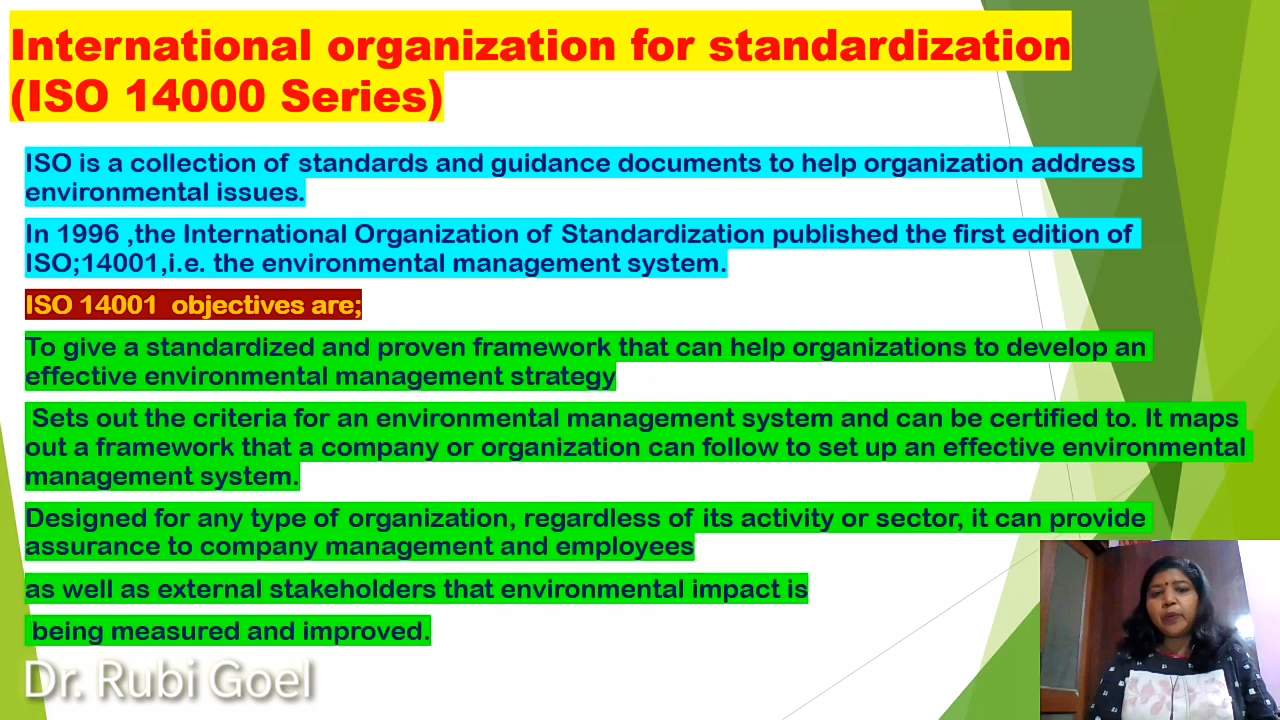 International organization for standardization
(ISO 14000 Series)
ISO is a collection of standards and guidance documents to help organization address
environmental issues.
In 1996 ,the International Organization of Standardization published the first edition of
ISO;14001,i.e. the environmental management system.
ISO 14001 objectives are;
To give a standardized and proven framework that can help organizations to develop an
effective environmental management strategy
Sets out the criteria for an environmental management system and can be certified to. It maps
out a framework that a company or organization can follow to set up an effective environmental
management system.
Designed for any type of organization, regardless of its activity or sector, it can provide
assurance to company management and employees
as well as external stakeholders that environmental impact is
being measured and improved.
Dr. Rubi Goel